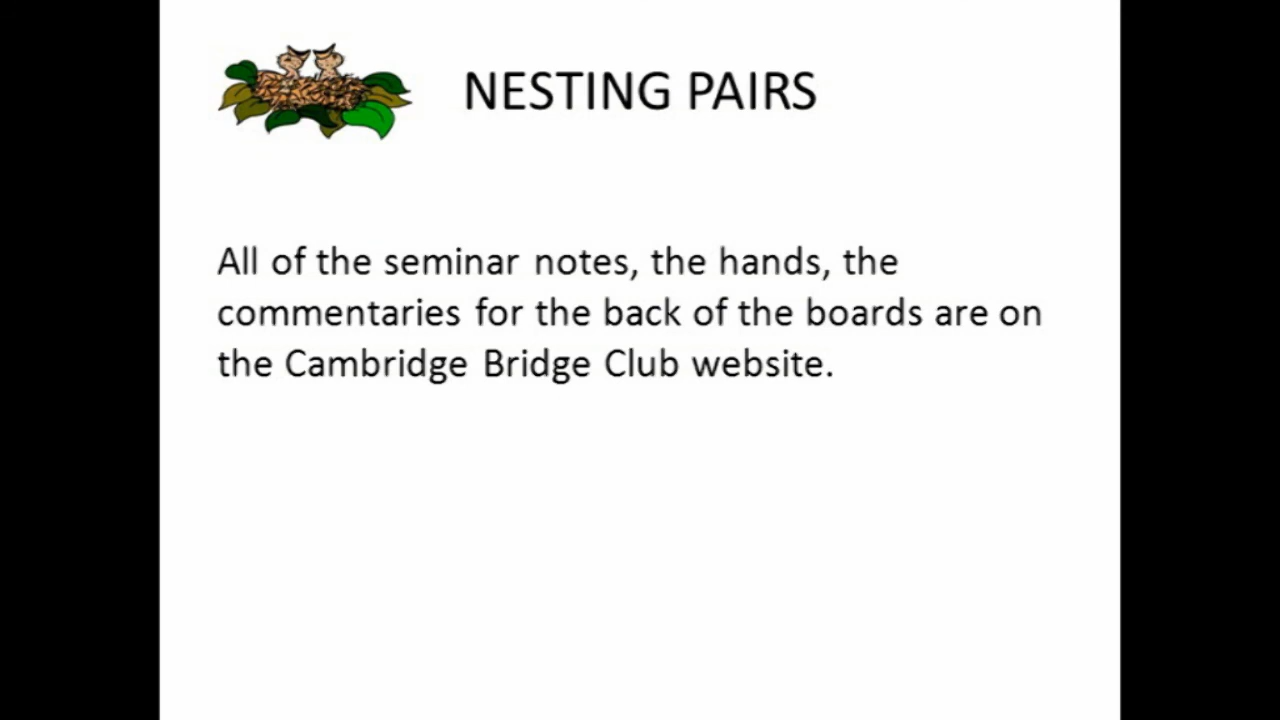 NESTING PAIRS
All of the seminar notes, the hands, the
commentaries for the back of the boards are on
the Cambridge Bridge Club website.